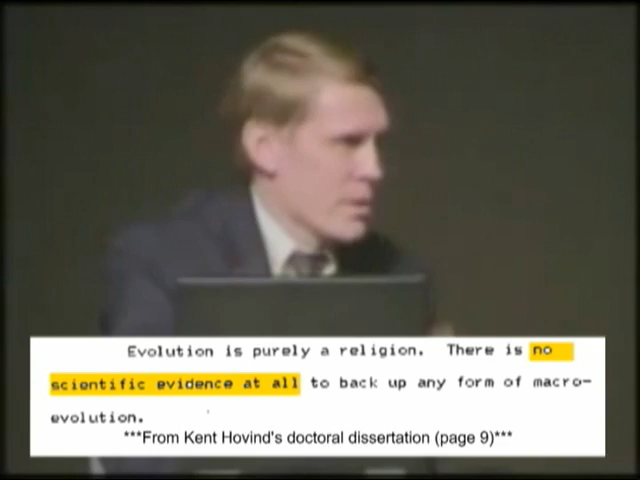 Evolution is purely a religion. There is no
scientific evidence at all to back up any form of macro-
evolution.
***From Kent Hovind's doctoral dissertation (page 9)***